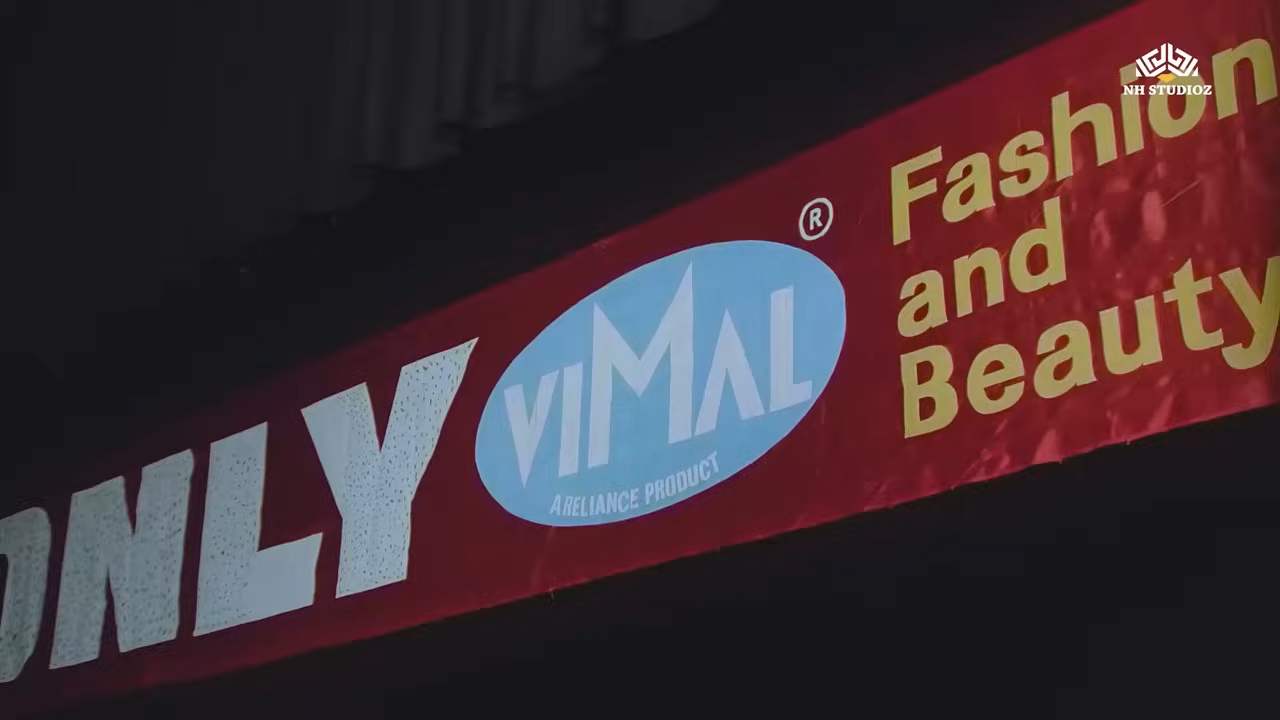 NH STUDIOZ
ONLY
VIMAL
®
A RELIANCE PRODUCT
Fashion
and
Beauty